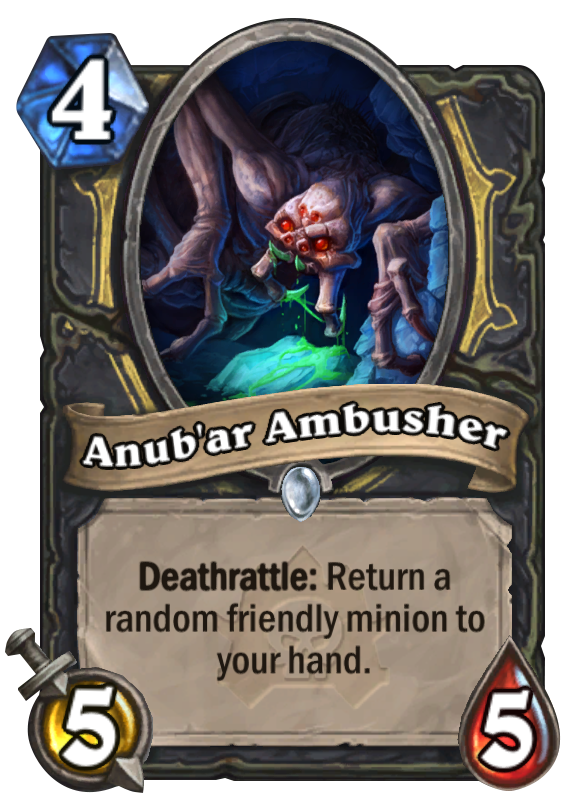 4
Anub'ar Ambusher
Deathrattle: Return a
random friendly minion to
your hand.
5
5